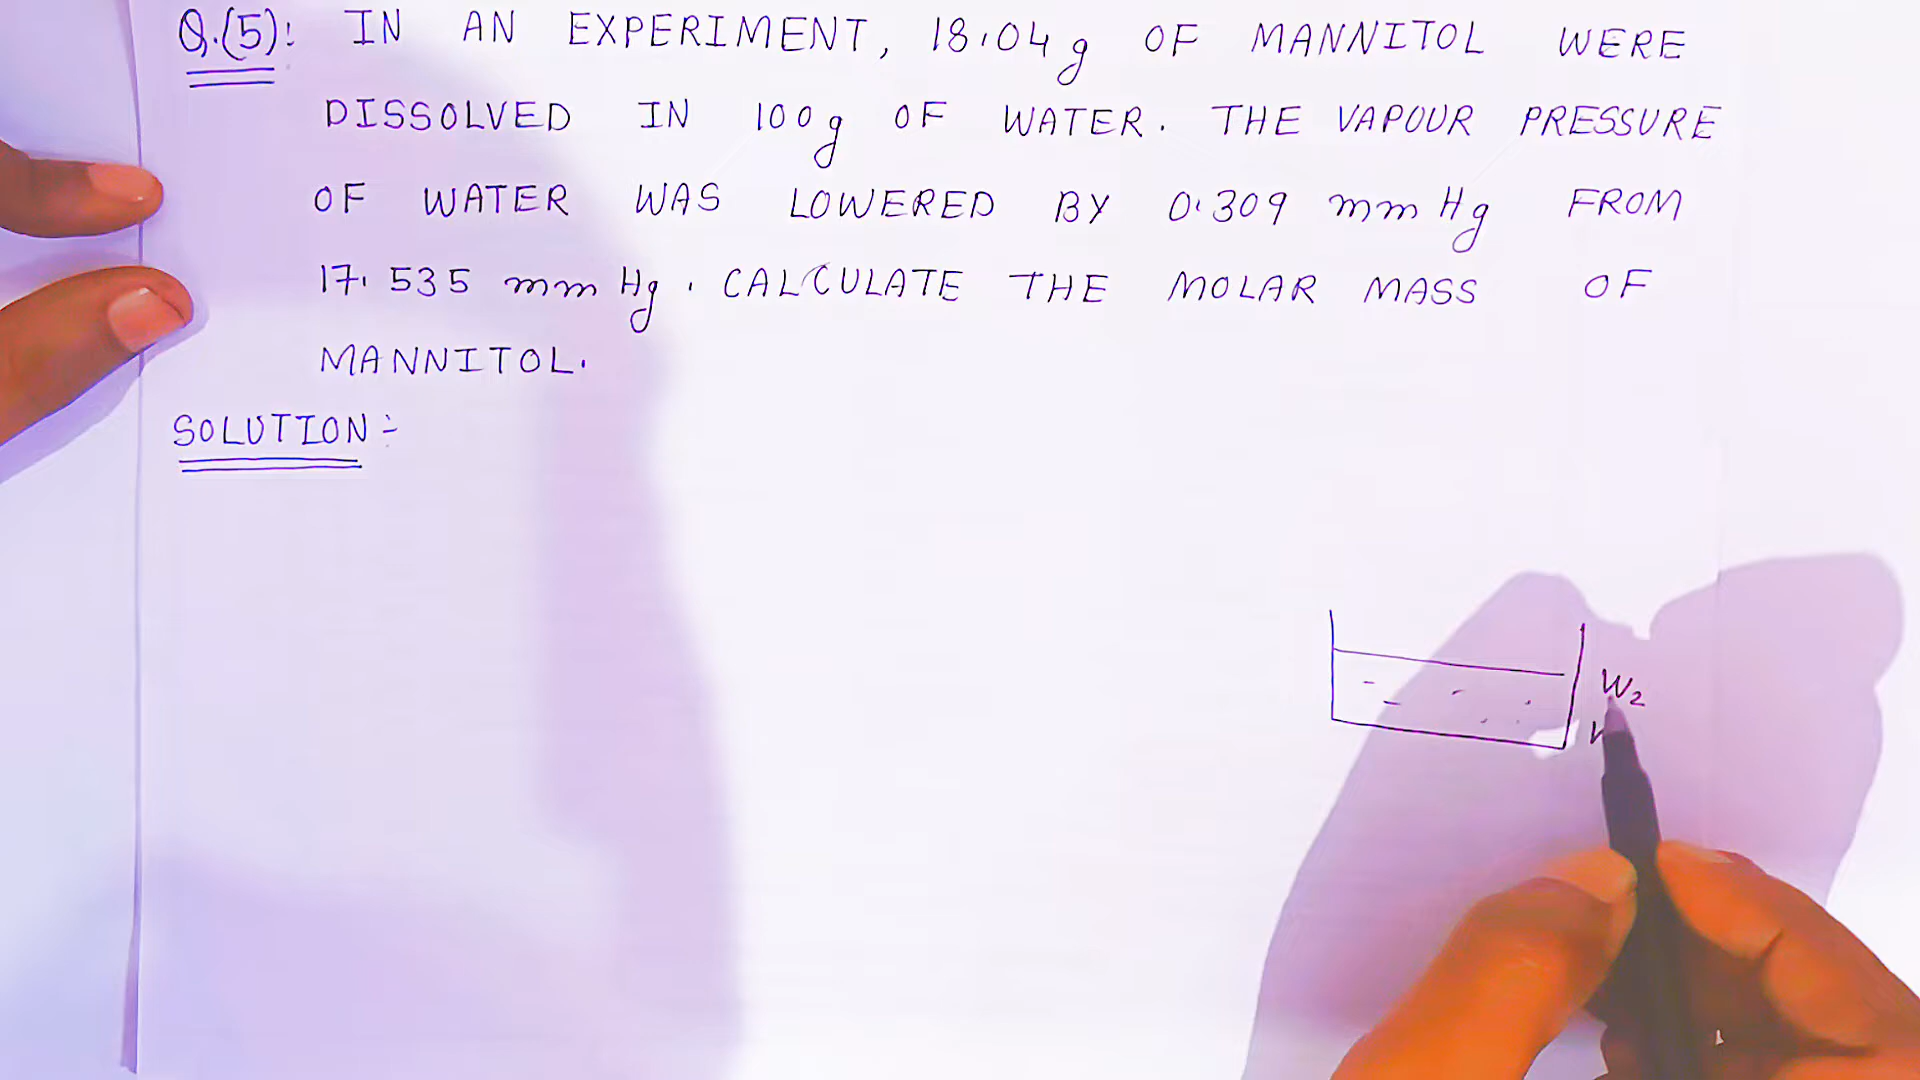 Q.(5): IN AN EXPERIMENT, 18.04 g OF MANNITOL WERE
DISSOLVED IN 100 g OF WATER. THE VAPOUR PRESSURE
OF WATER WAS LOWERED BY 0.309 mm Hg FROM
17.535 mm Hg. CALCULATE THE MOLAR MASS OF
MANNITOL.
SOLUTION:-
W2